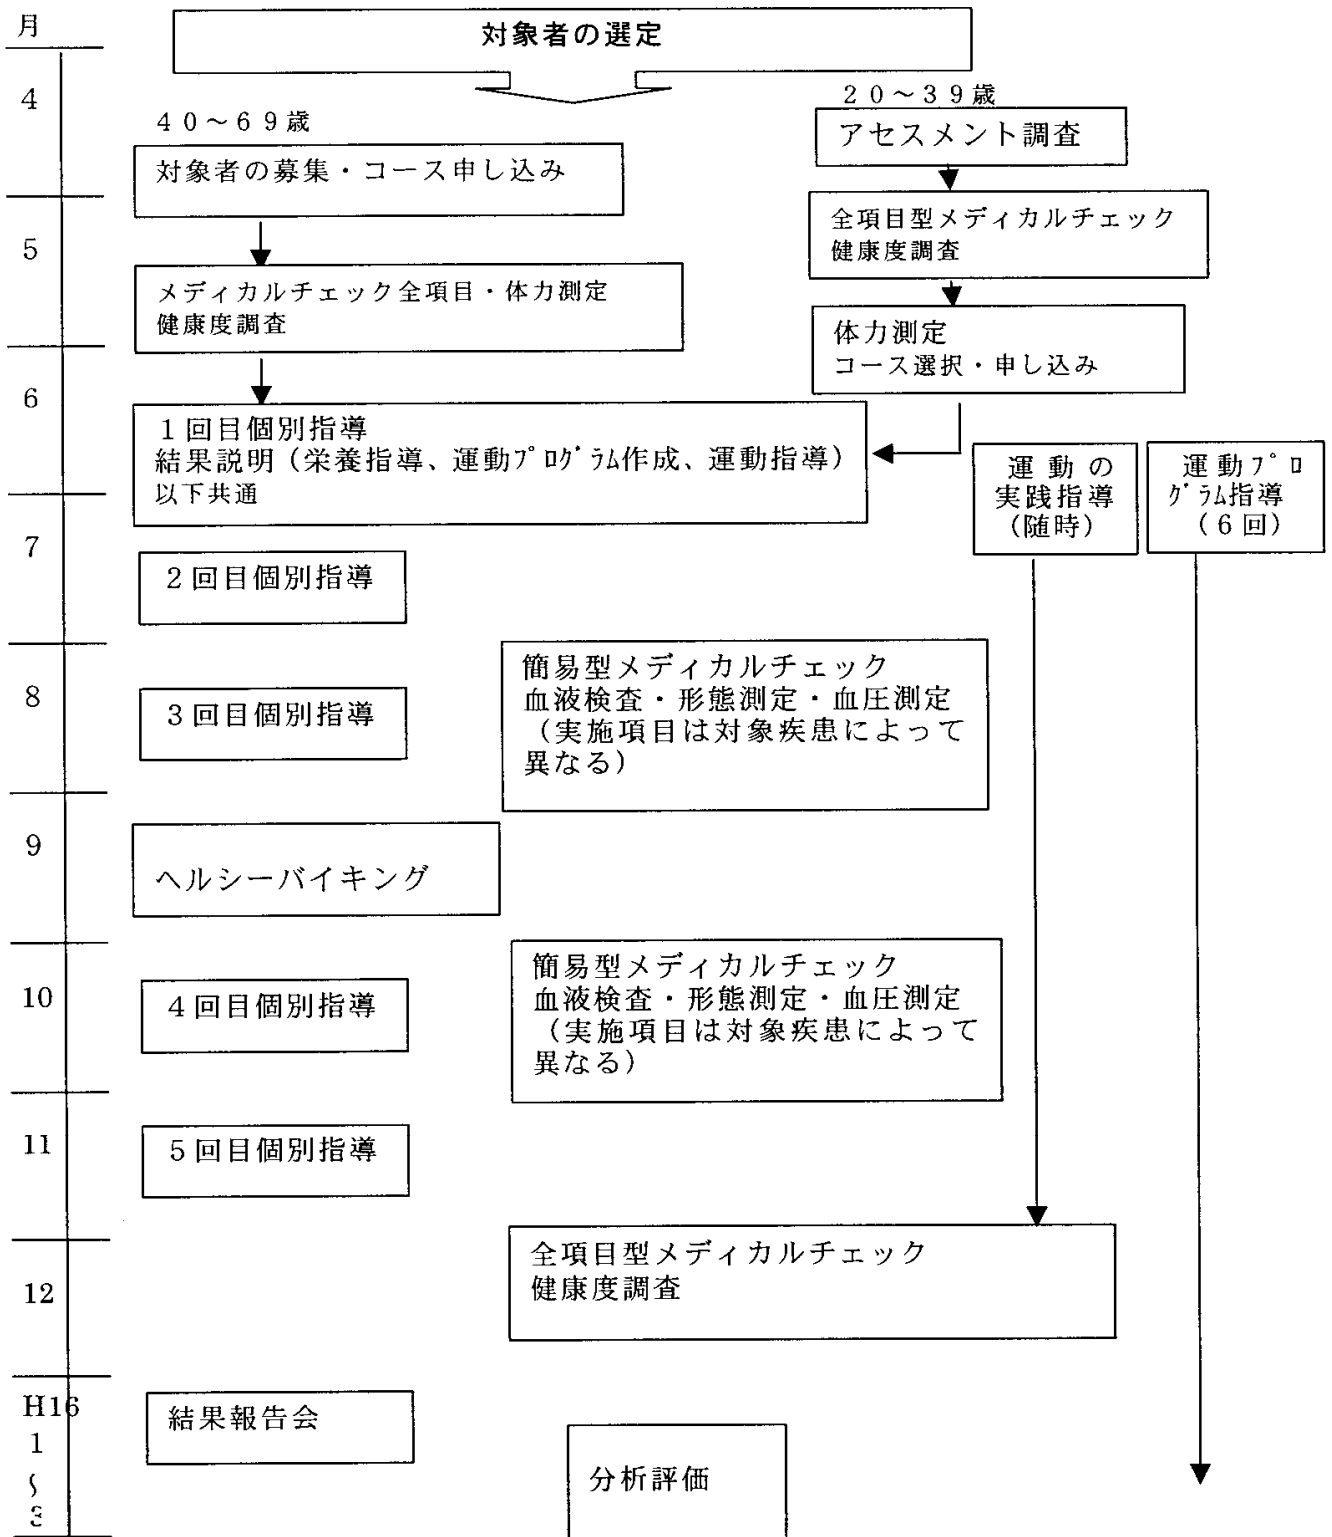 月
対象者の選定
4
40～69歳
20～39歳
アセスメント調査
対象者の募集・コース申し込み
5
全項目型メディカルチェック
健康度調査
メディカルチェック全項目・体力測定
健康度調査
体力測定
コース選択・申し込み
6
1回目個別指導
結果説明（栄養指導、運動ﾌﾟﾛｸﾞﾗﾑ作成、運動指導）
以下共通
運動の
実践指導
（随時）
運動ﾌﾟﾛ
ｸﾞﾗﾑ指導
（6回）
7
2回目個別指導
8
3回目個別指導
簡易型メディカルチェック
血液検査・形態測定・血圧測定
（実施項目は対象疾患によって
異なる）
9
ヘルシーバイキング
10
4回目個別指導
簡易型メディカルチェック
血液検査・形態測定・血圧測定
（実施項目は対象疾患によって
異なる）
11
5回目個別指導
12
全項目型メディカルチェック
健康度調査
H16
1
～
3
結果報告会
分析評価